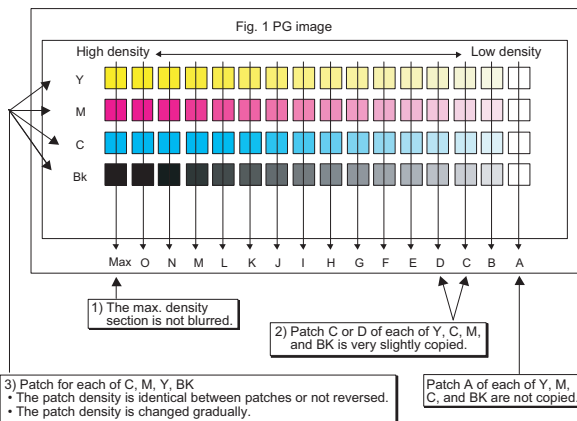 Fig. 1 PG image
High density
Low density
Y
M
C
Bk
Max O N M L K J I H G F E D C B A
1) The max. density
section is not blurred.
2) Patch C or D of each of Y, C, M,
and BK is very slightly copied.
3) Patch for each of C, M, Y, BK
• The patch density is identical between patches or not reversed.
• The patch density is changed gradually.
Patch A of each of Y, M,
C, and BK are not copied.